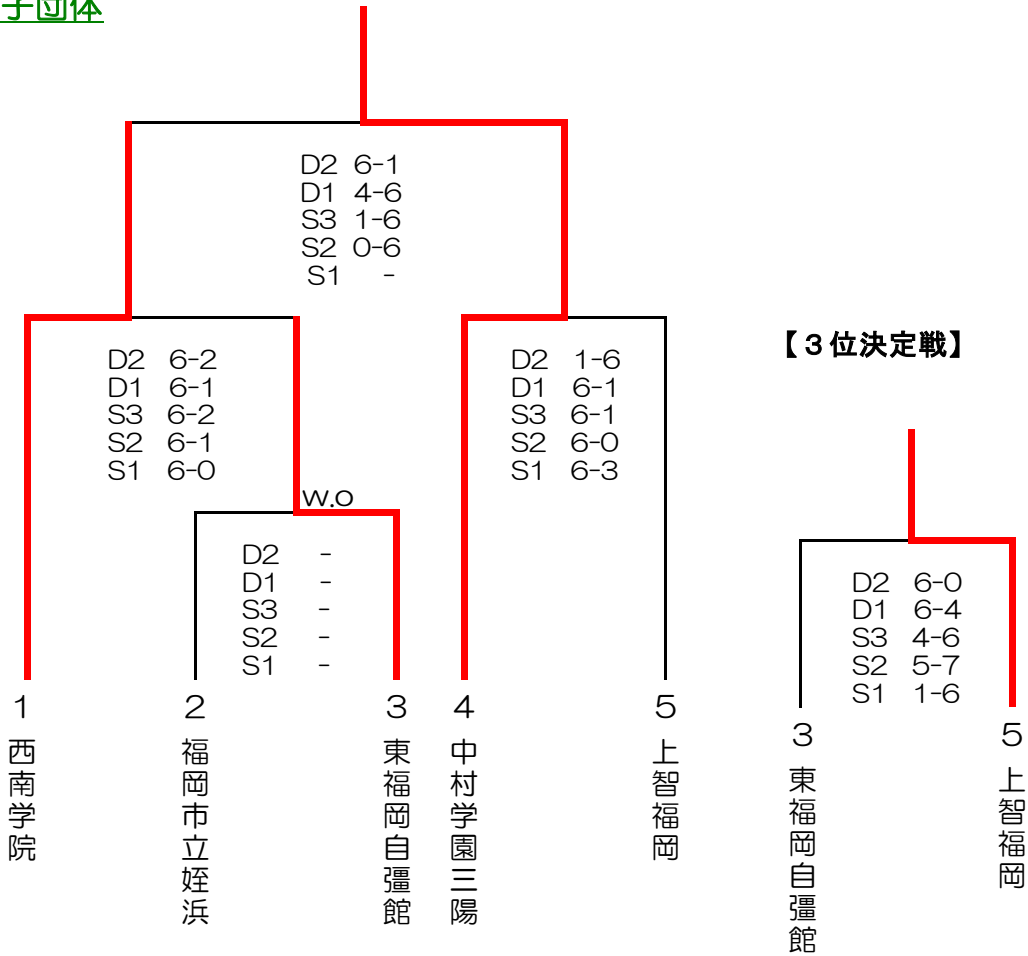 子団体
D2 6-1
D1 4-6
S3 1-6
S2 0-6
S1 -
D2 6-2
D1 6-1
S3 6-2
S2 6-1
S1 6-0
D2 1-6
D1 6-1
S3 6-1
S2 6-0
S1 6-3
W.O
D2 -
D1 -
S3 -
S2 -
S1 -
1
西南学院
2
福岡市立姪浜
3
東福岡自彊館
4
中村学園三陽
5
上智福岡
【３位決定戦】
D2 6-0
D1 6-4
S3 4-6
S2 5-7
S1 1-6
3
東福岡自彊館
5
上智福岡